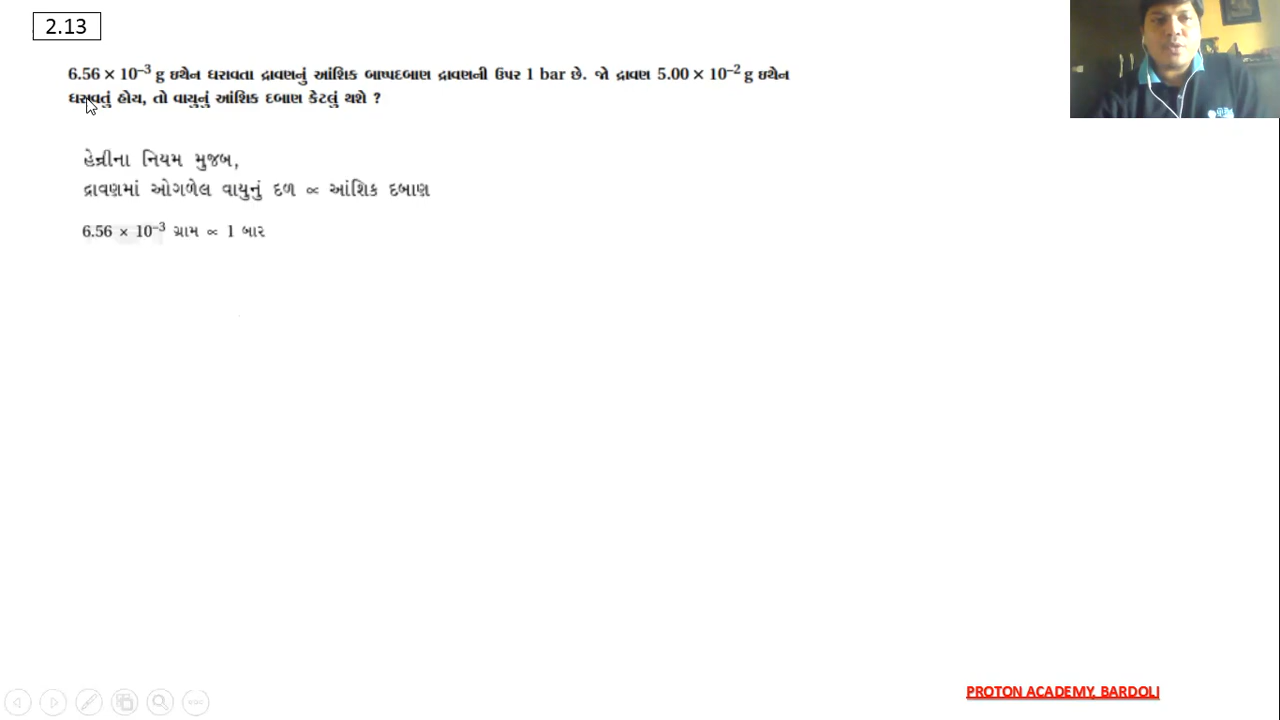 2.13
6.56 × 10⁻³ g ઇથેન ધરાવતા દ્રાવણનું આંશિક બાષ્પદબાણ દ્રાવણની ઉપર 1 bar છે. જો દ્રાવણ 5.00 × 10⁻² g ઇથેન
ધરાવતું હોય, તો વાયુનું આંશિક દબાણ કેટલું થશે ?
હેન્રીના નિયમ મુજબ,
દ્રાવણમાં ઓગળેલ વાયુનું દળ ∝ આંશિક દબાણ
6.56 × 10⁻³ ગ્રામ ∝ 1 બાર
PROTON ACADEMY, BARDOLI